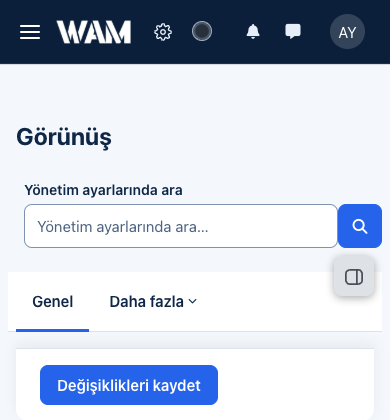 WAM
AY
Görünüş
Yönetim ayarlarında ara
Yönetim ayarlarında ara...
Genel
Daha fazla
Değişiklikleri kaydet